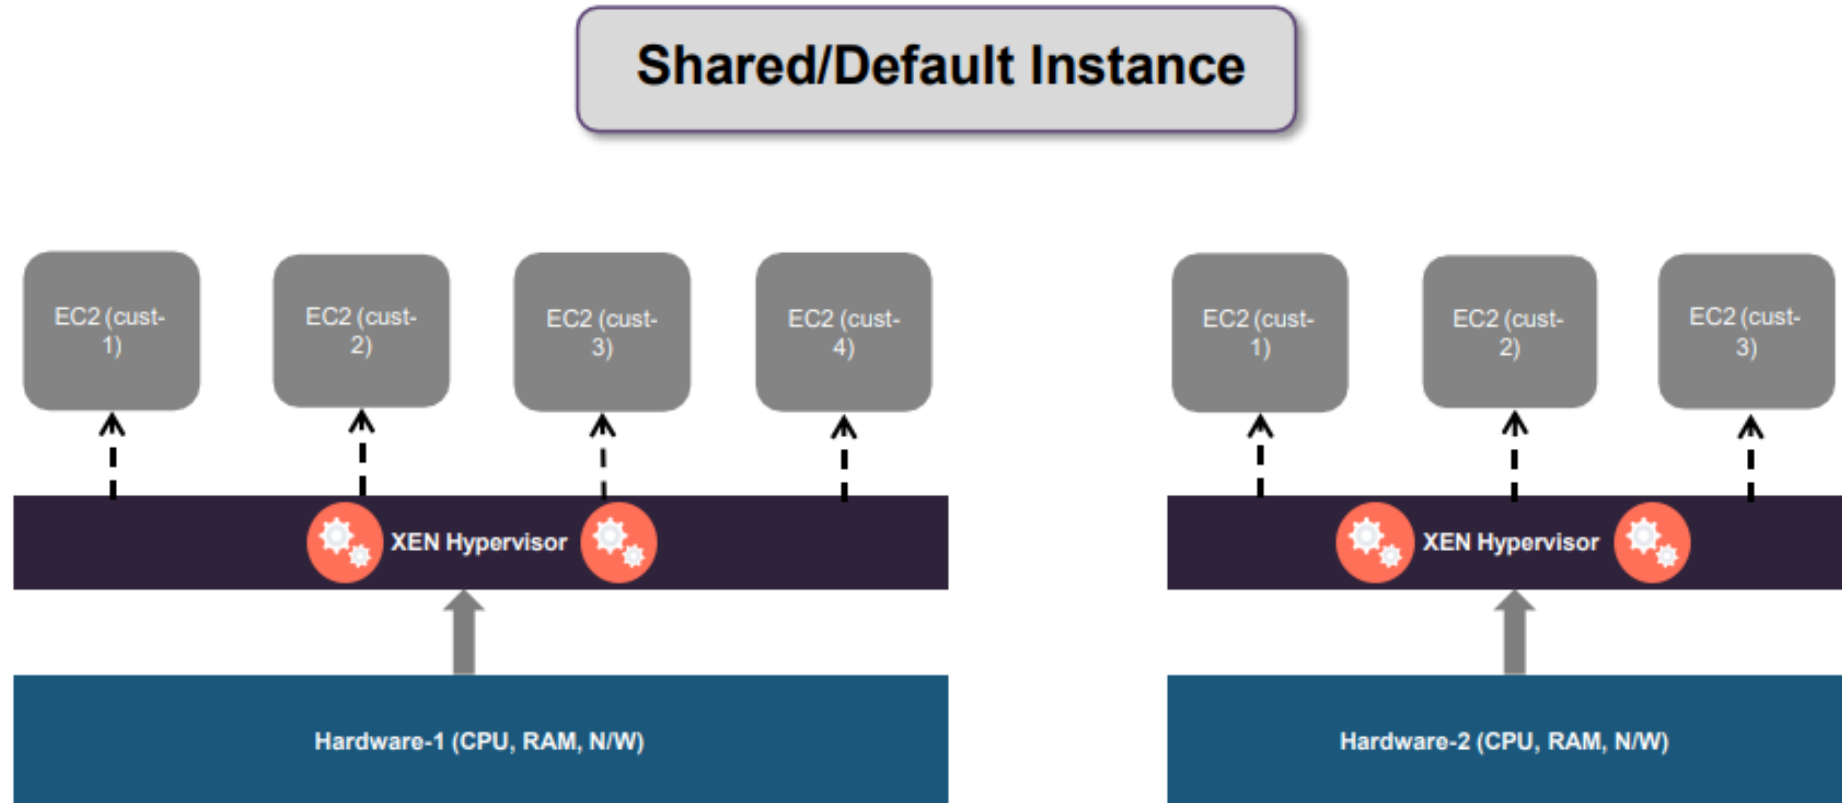 Shared/Default Instance
EC2 (cust-
1)
EC2 (cust-
2)
EC2 (cust-
3)
EC2 (cust-
4)
EC2 (cust-
1)
EC2 (cust-
2)
EC2 (cust-
3)
XEN Hypervisor
XEN Hypervisor
Hardware-1 (CPU, RAM, N/W)
Hardware-2 (CPU, RAM, N/W)